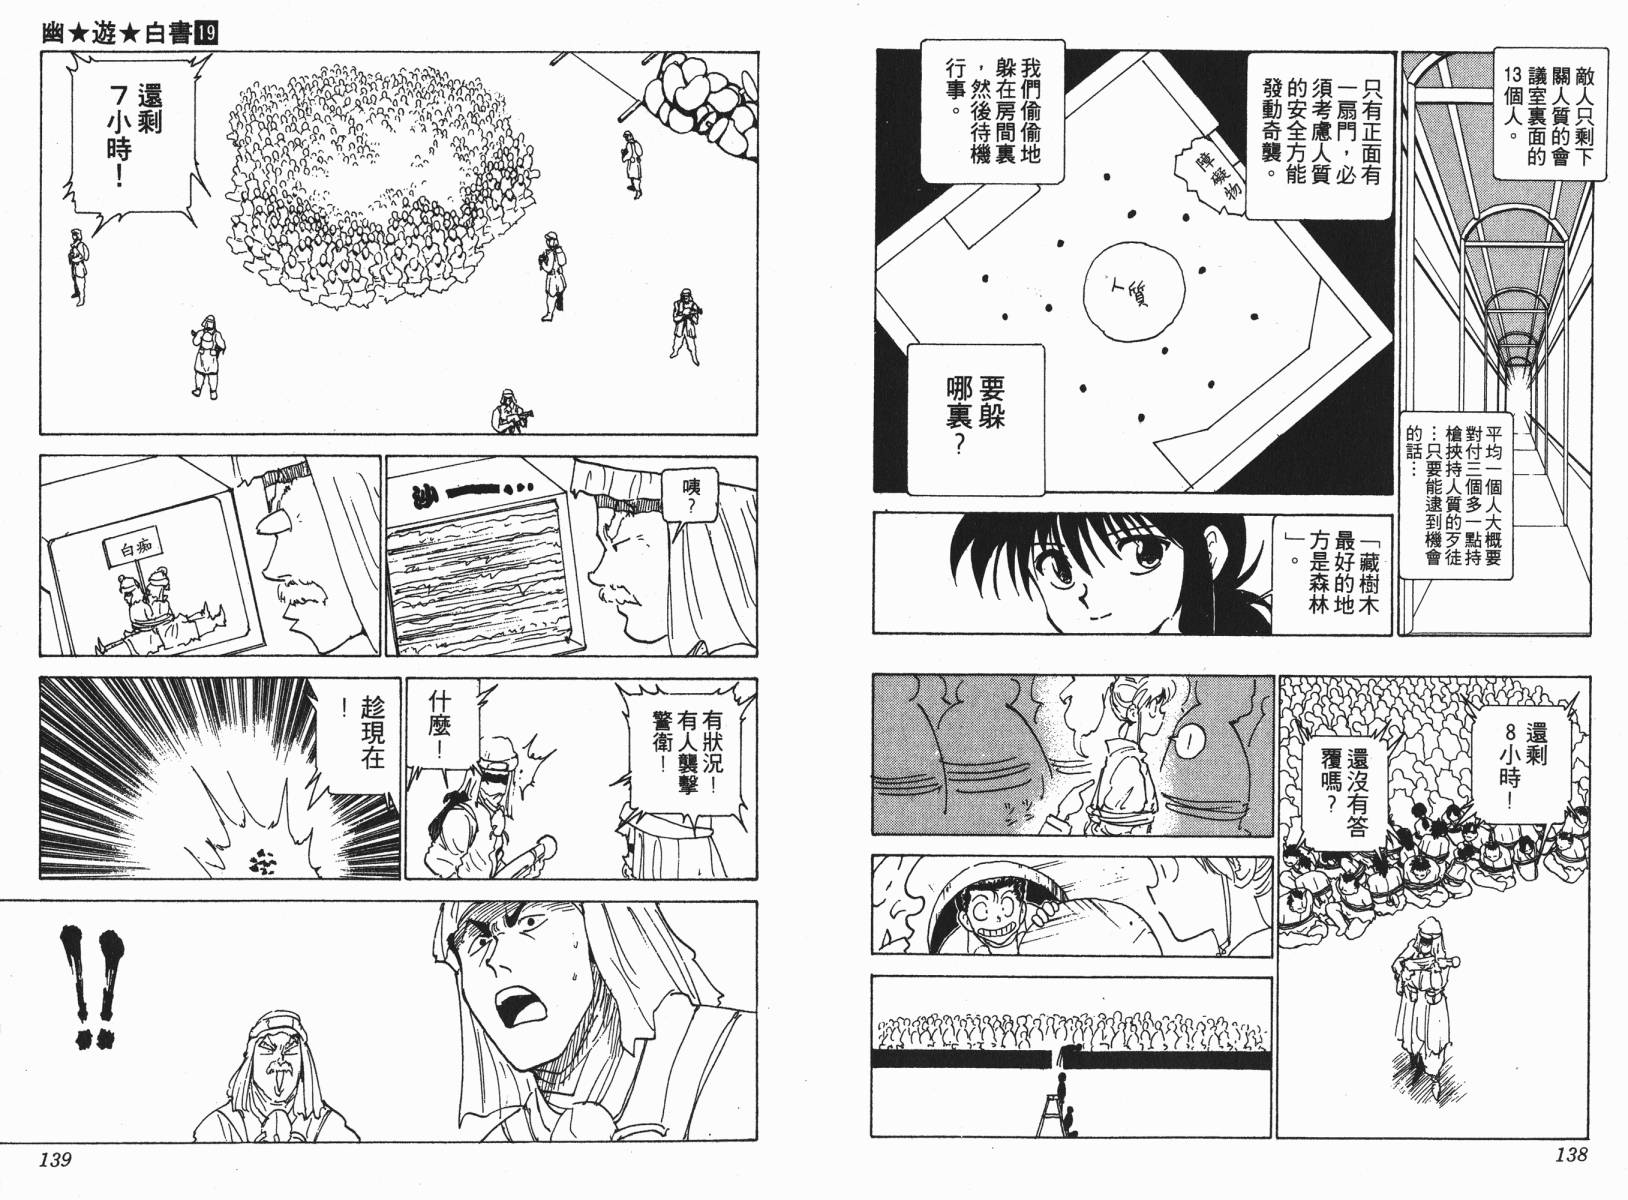 敵人只剩下
關人質的會
議室裏面的
13個人。
平均一個人大概要
對付三個多一點持
槍挾持人質的歹徒
…只要能逮到機會
的話…
只有正面有
一扇門，必
須考慮人質
的安全方能
發動奇襲。
障礙物
人質
我們偷偷地
躲在房間裏
，然後待機
行事。
要躲
哪裏?
「藏樹木
最好的地
方是森林
」。
還剩
8小時!
還沒有答
覆嗎?
!
138
幽★遊★白書19
還剩
7小時!
咦?
沙——…
白痴
有狀況!
有人襲擊
警衛!
什麼!
趁現在
!
!!
139